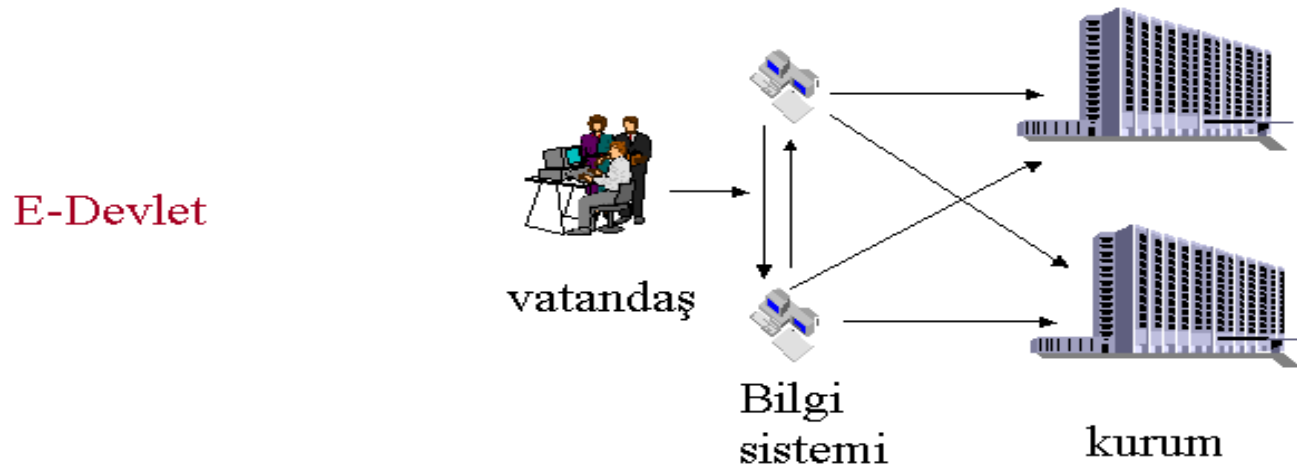 E-Devlet
vatandaş
Bilgi
sistemi
kurum